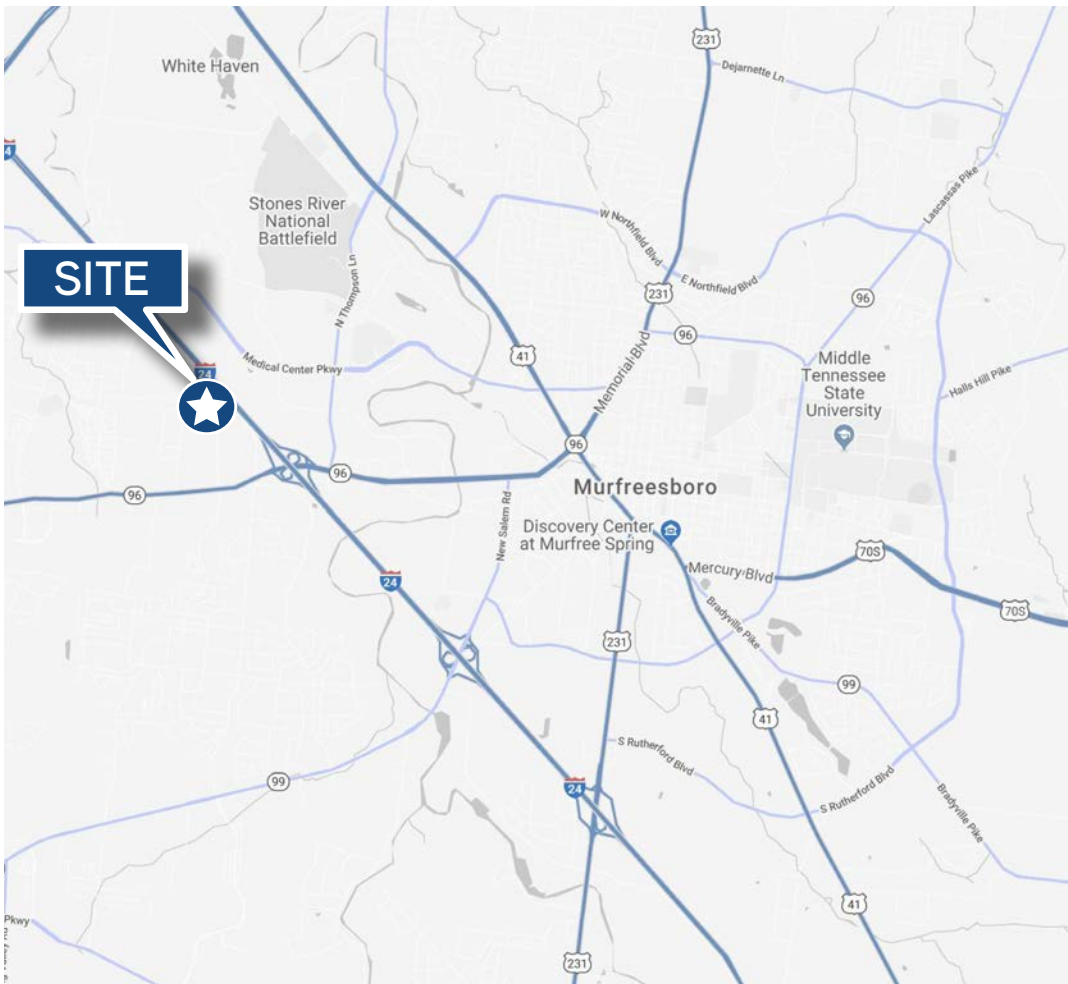 231
White Haven
Dejarnette Ln
4
Lascassas Pike
Stones River
National
Battlefield
W Northfield Blvd
SITE
N Thompson Ln
E Northfield Blvd
231
96
96
41
Memorial Blvd
Medical Center Pkwy
24
Middle
Tennessee
State
University
Halls Hill Pike
96
96
96
Murfreesboro
New Salem Rd
Discovery Center
at Murfree Spring
70S
Mercury Blvd
24
70S
Bradyville Pike
231
99
41
S Rutherford Blvd
99
24
S Rutherford Blvd
Bradyville Pike
41
Pkwy
231